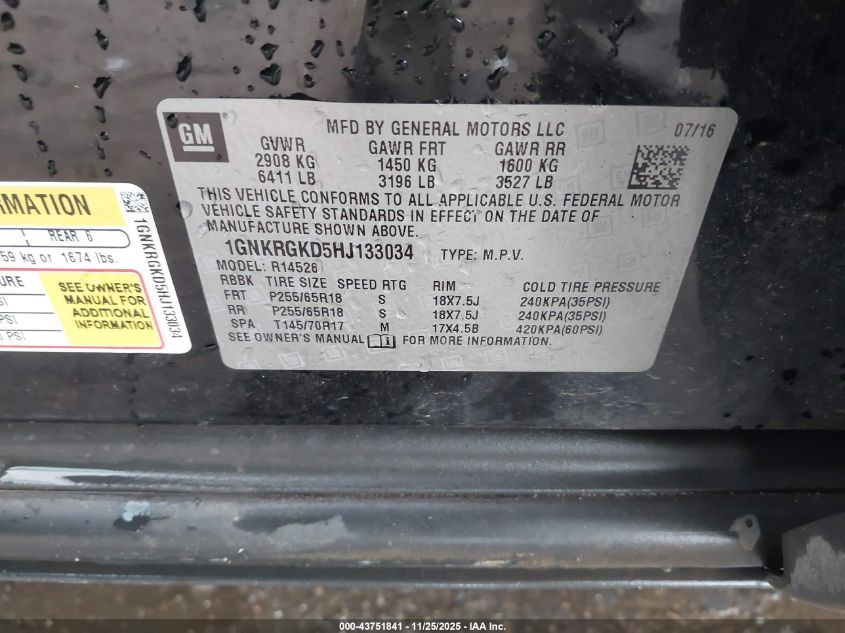 GM
MFD BY GENERAL MOTORS LLC 07/16
GVWR GAWR FRT GAWR RR
2908 KG 1450 KG 1600 KG
6411 LB 3196 LB 3527 LB
THIS VEHICLE CONFORMS TO ALL APPLICABLE U.S. FEDERAL MOTOR
VEHICLE SAFETY STANDARDS IN EFFECT ON THE DATE OF
MANUFACTURE SHOWN ABOVE.
1GNKRGKD5HJ133034 TYPE: M.P.V.
MODEL: R14526
RBBK TIRE SIZE SPEED RTG RIM COLD TIRE PRESSURE
FRT P255/65R18 S 18X7.5J 240KPA(35PSI)
RR P255/65R18 S 18X7.5J 240KPA(35PSI)
SPA T145/70R17 M 17X4.5B 420KPA(60PSI)
SEE OWNER'S MANUAL FOR MORE INFORMATION.
RMATION
REAR 6
59 kg or 1674 lbs.
URE
PSI
PSI
PSI
SEE OWNER'S
MANUAL FOR
ADDITIONAL
INFORMATION
1GNKRGKD5HJ133034
000-43751841 - 11/25/2025 - IAA Inc.